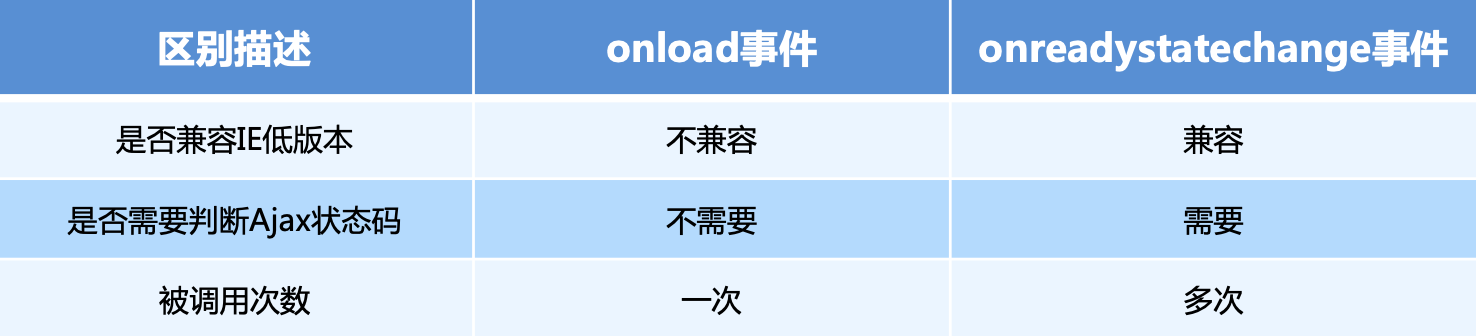 区别描述 onload事件 onreadystatechange事件
是否兼容IE低版本 不兼容 兼容
是否需要判断Ajax状态码 不需要 需要
被调用次数 一次 多次